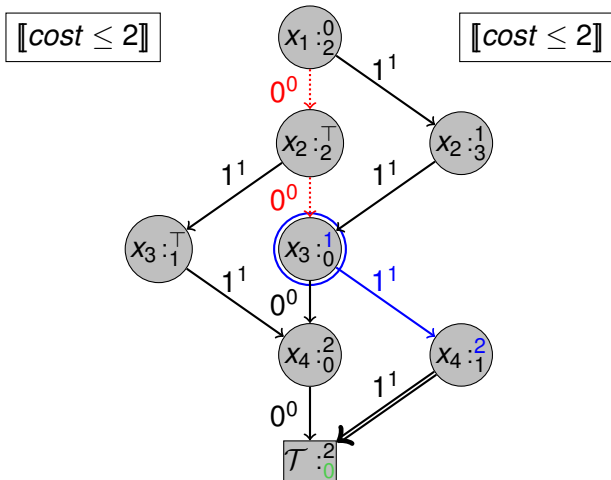 ⟦cost ≤ 2⟧
⟦cost ≤ 2⟧
x₁ :⁰₂
0⁰
1¹
x₂ :⊤₂
x₂ :¹₃
1¹
0⁰
1¹
x₃ :⊤₁
x₃ :¹₀
1¹
0⁰
1¹
x₄ :²₀
x₄ :²₁
0⁰
1¹
𝒯 :²₀